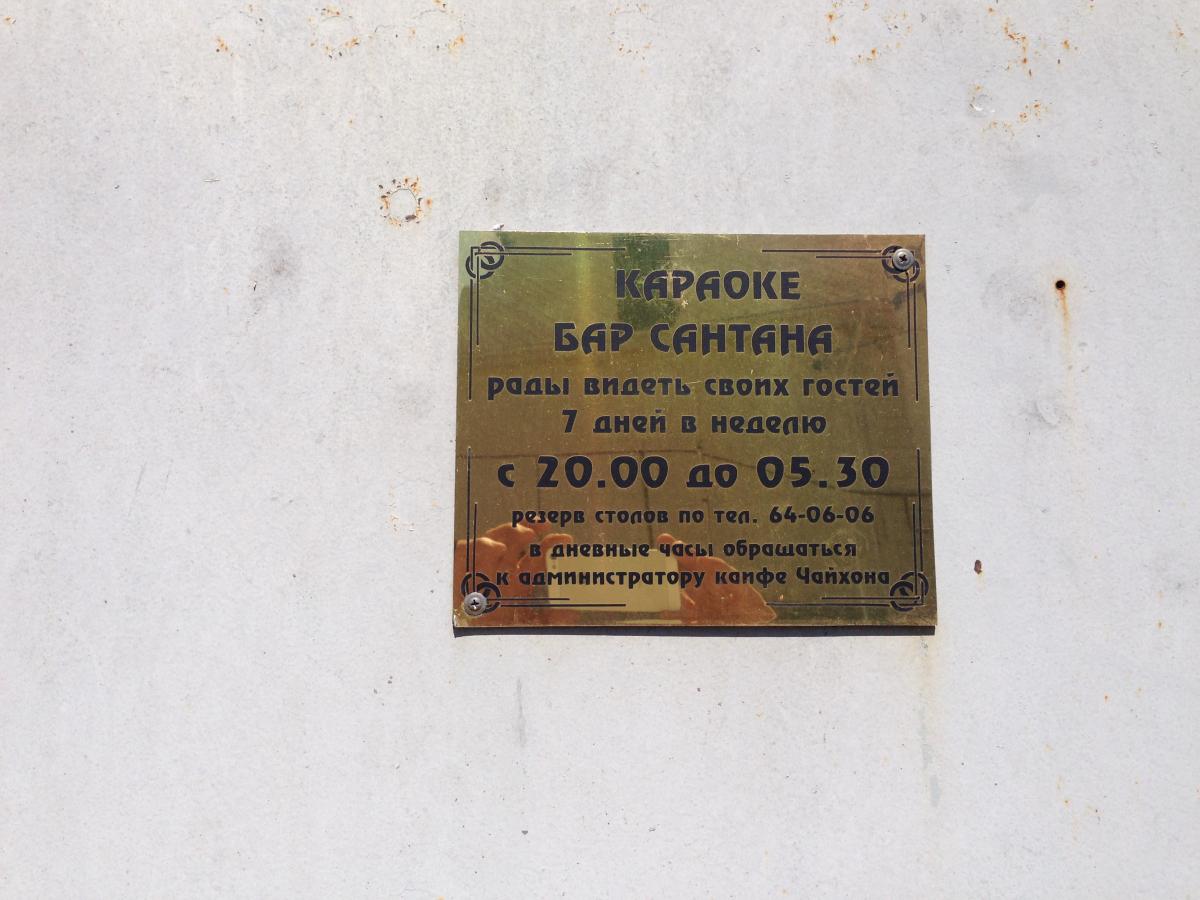 КАРАОКЕ
БАР САНТАНА
рады видеть своих гостей
7 дней в неделю
с 20.00 до 05.30
резерв столов по тел. 64-06-06
в дневные часы обращаться
к администратору каифе Чайхона